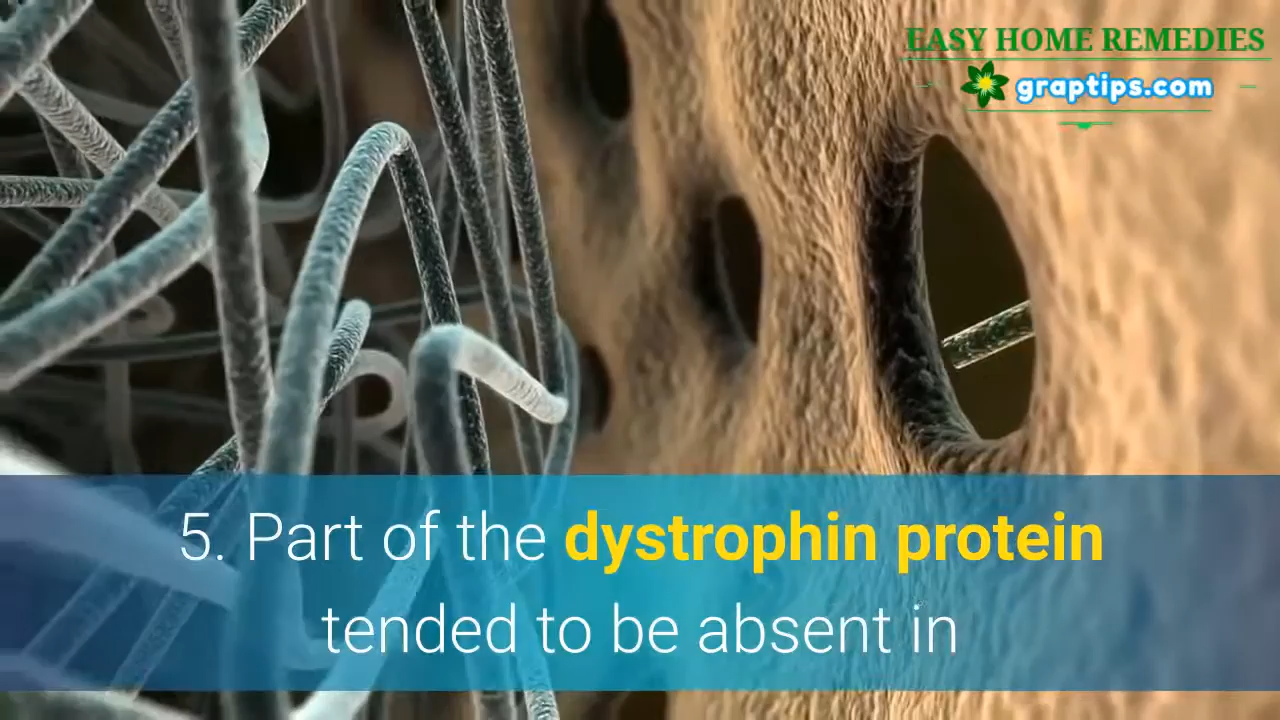 EASY HOME REMEDIES
graptips.com
5. Part of the dystrophin protein
tended to be absent in